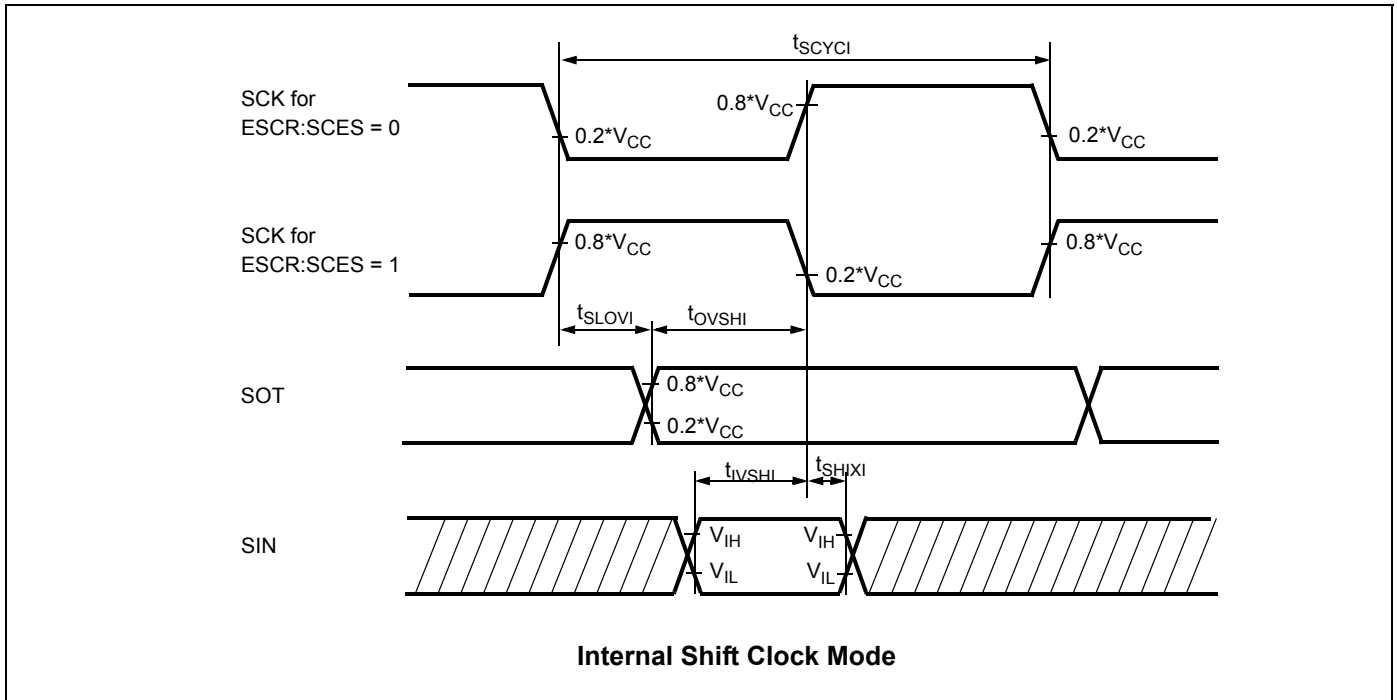 tSCYCI
SCK for
ESCR:SCES = 0
0.8*VCC
0.2*VCC
0.2*VCC
SCK for
ESCR:SCES = 1
0.8*VCC
0.8*VCC
0.2*VCC
tSLOVI
tOVSHI
SOT
0.8*VCC
0.2*VCC
tIVSHI
tSHIXI
SIN
VIH
VIH
VIL
VIL
Internal Shift Clock Mode